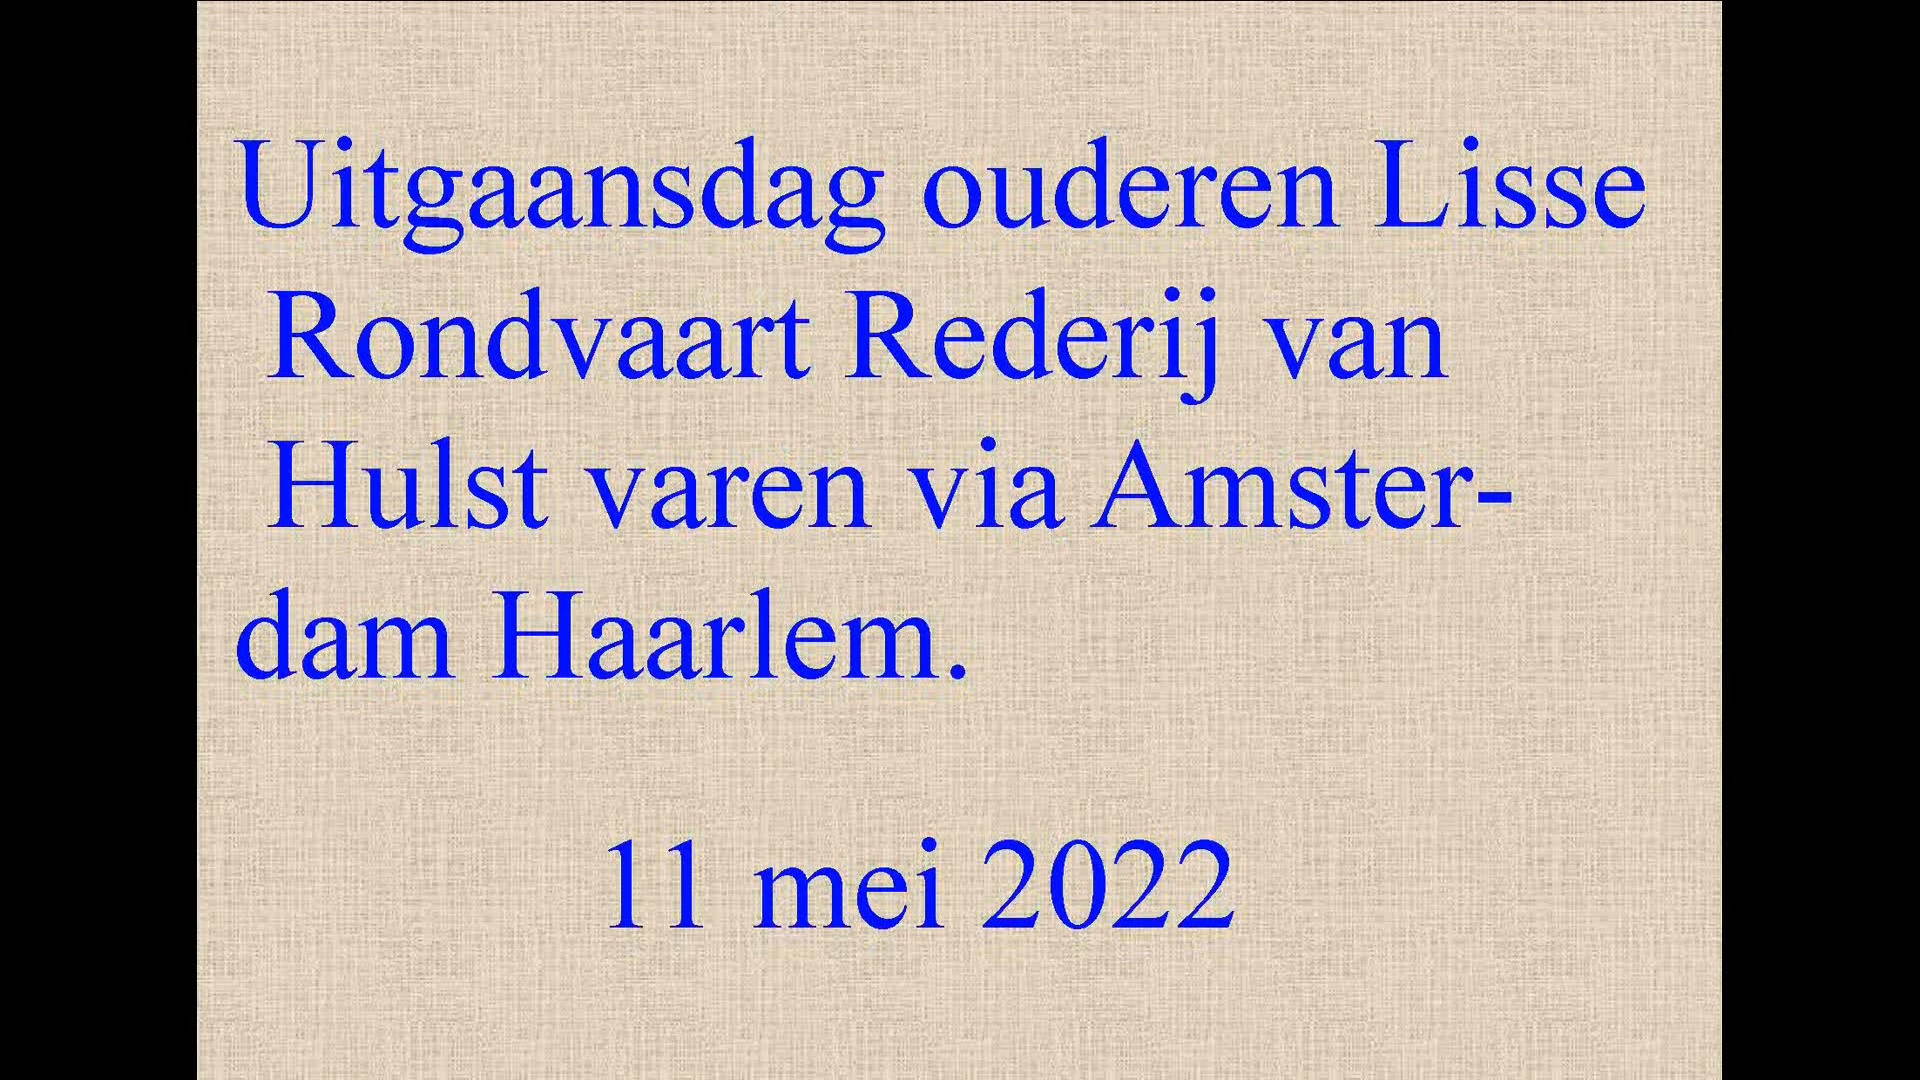 Uitgaansdag ouderen Lisse
Rondvaart Rederij van
Hulst varen via Amster-
dam Haarlem.
11 mei 2022